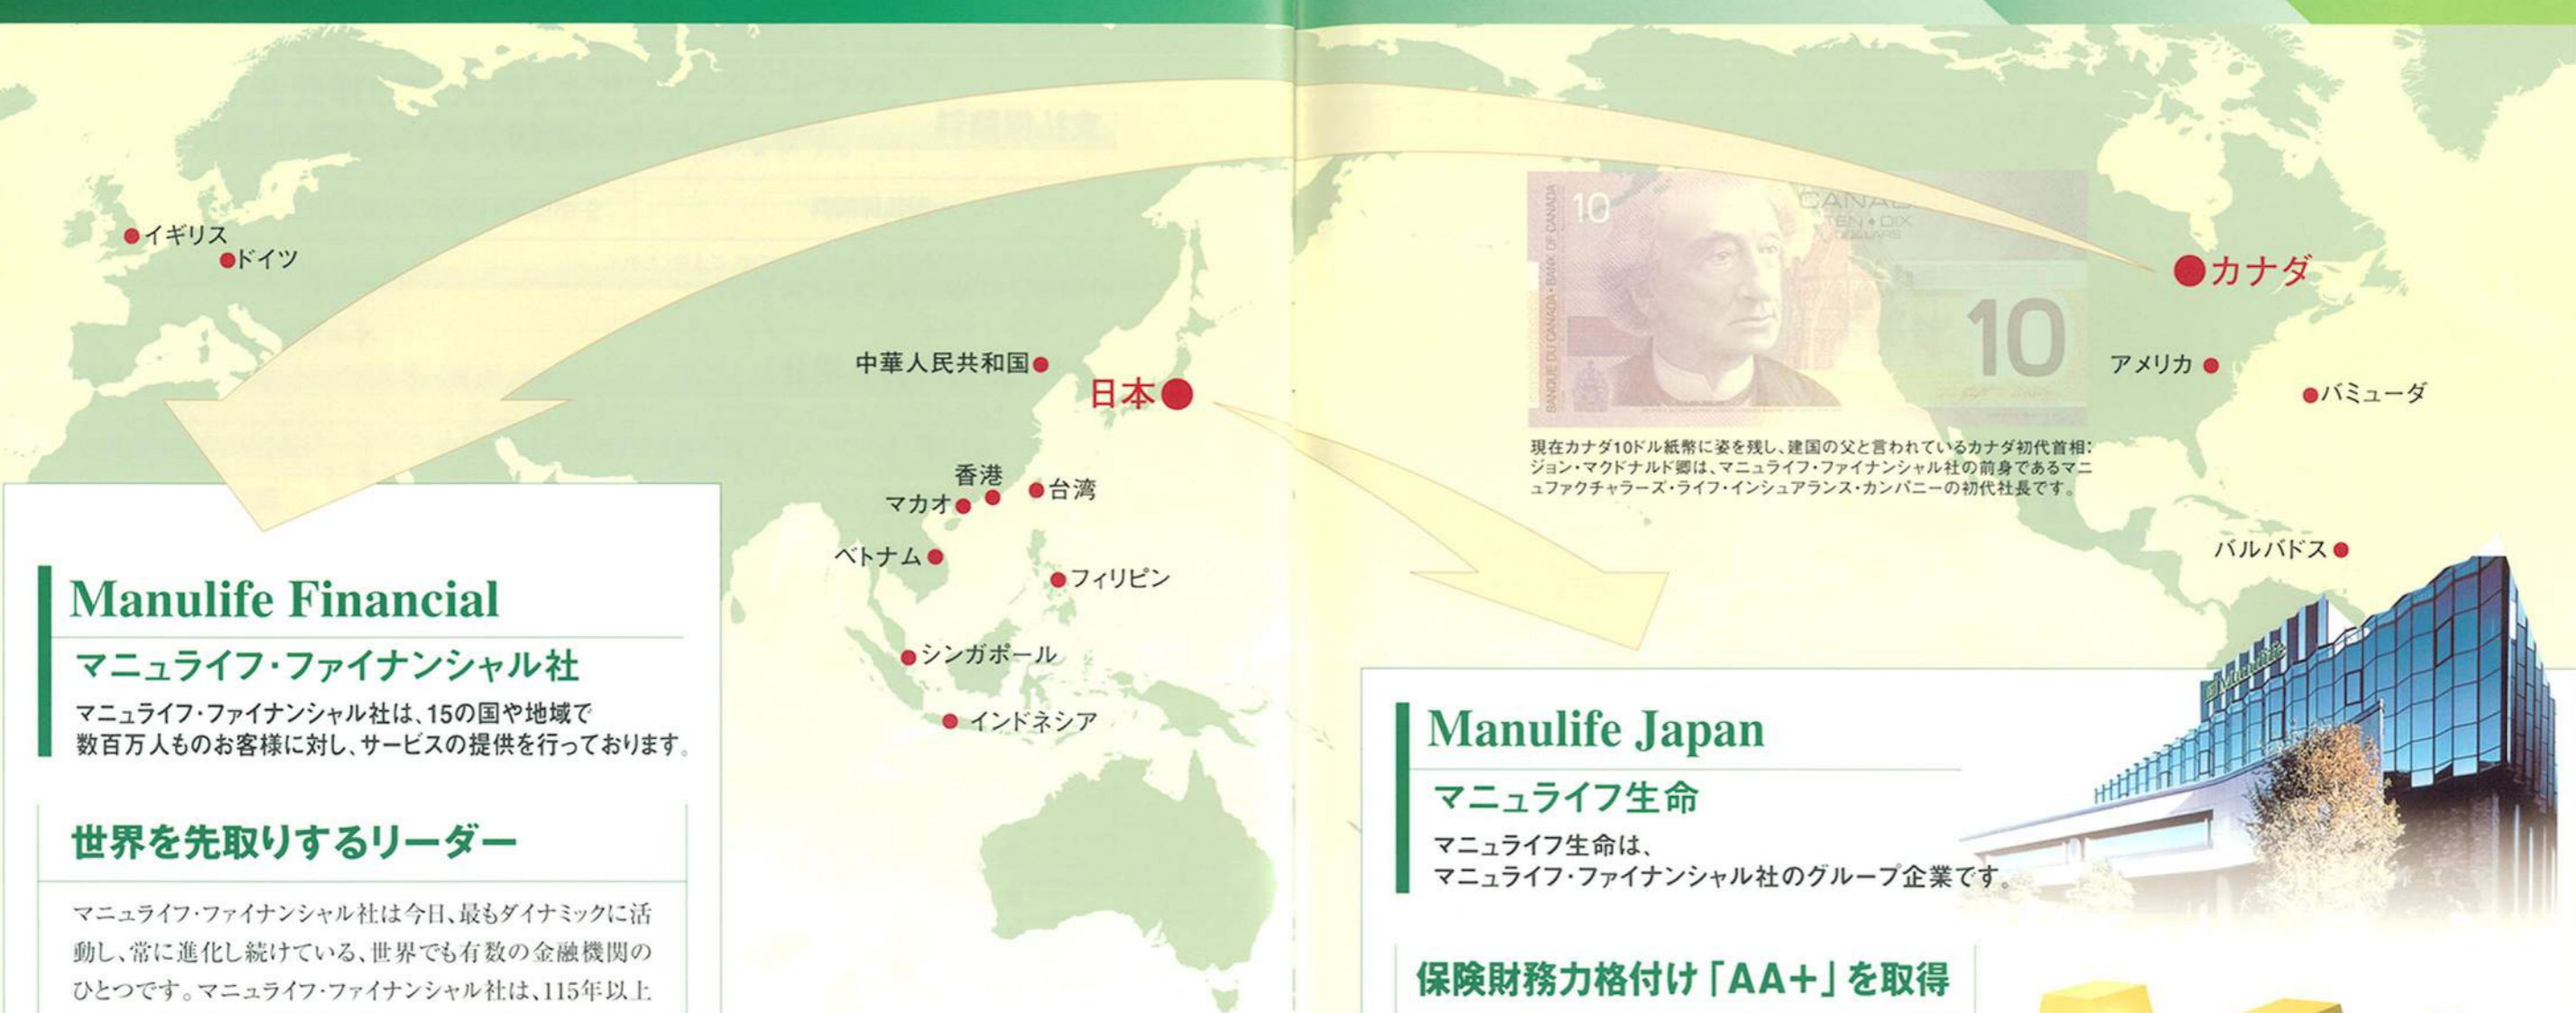 イギリス
ドイツ
中華人民共和国
日本
香港
マカオ
台湾
ベトナム
フィリピン
シンガポール
インドネシア
カナダ
アメリカ
バミューダ
バルバドス
10
CANAD
TEN • DIX
DOLLARS
BANQUE DU CANADA • BANK OF CANADA
10
現在カナダ10ドル紙幣に姿を残し、建国の父と言われているカナダ初代首相:
ジョン・マクドナルド卿は、マニュライフ・ファイナンシャル社の前身であるマニ
ュファクチャラーズ・ライフ・インシュアランス・カンパニーの初代社長です。
Manulife Financial
マニュライフ・ファイナンシャル社
マニュライフ・ファイナンシャル社は、15の国や地域で
数百万人ものお客様に対し、サービスの提供を行っております。
世界を先取りするリーダー
マニュライフ・ファイナンシャル社は今日、最もダイナミックに活
動し、常に進化し続けている、世界でも有数の金融機関の
ひとつです。マニュライフ・ファイナンシャル社は、115年以上
Manulife
Manulife Japan
マニュライフ生命
マニュライフ生命は、
マニュライフ・ファイナンシャル社のグループ企業です。
保険財務力格付け「AA+」を取得